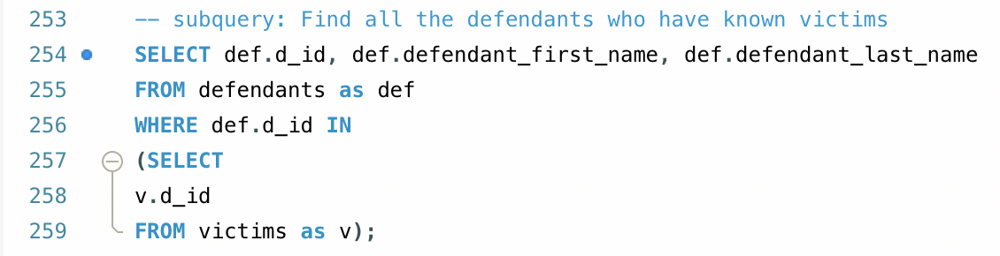 253 -- subquery: Find all the defendants who have known victims
254 SELECT def.d_id, def.defendant_first_name, def.defendant_last_name
255 FROM defendants as def
256 WHERE def.d_id IN
257 (SELECT
258 v.d_id
259 FROM victims as v);